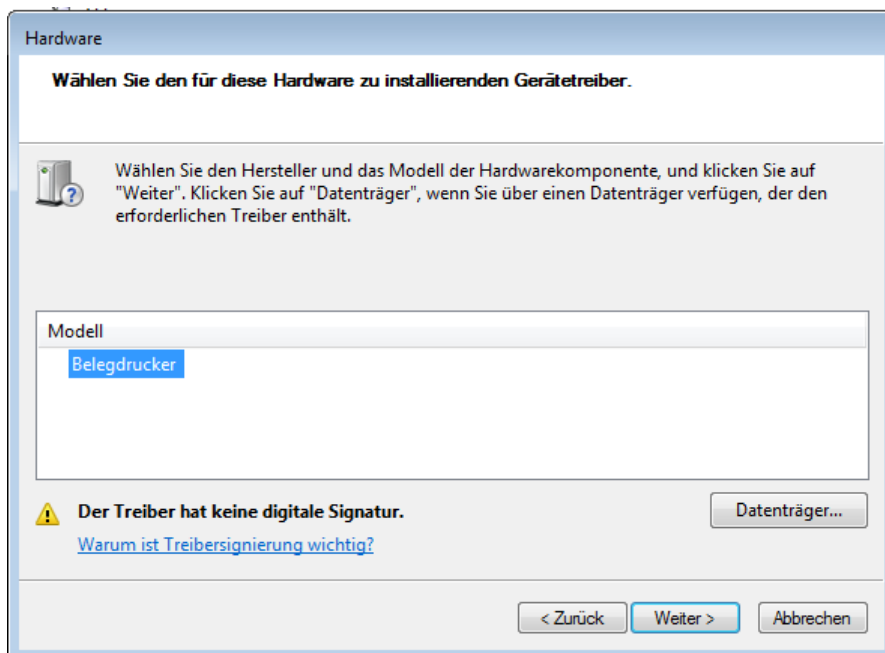 Hardware
Wählen Sie den für diese Hardware zu installierenden Gerätetreiber.
Wählen Sie den Hersteller und das Modell der Hardwarekomponente, und klicken Sie auf
"Weiter". Klicken Sie auf "Datenträger", wenn Sie über einen Datenträger verfügen, der den
erforderlichen Treiber enthält.
Modell
Belegdrucker
Der Treiber hat keine digitale Signatur.
Datenträger...
Warum ist Treibersignierung wichtig?
< Zurück
Weiter >
Abbrechen